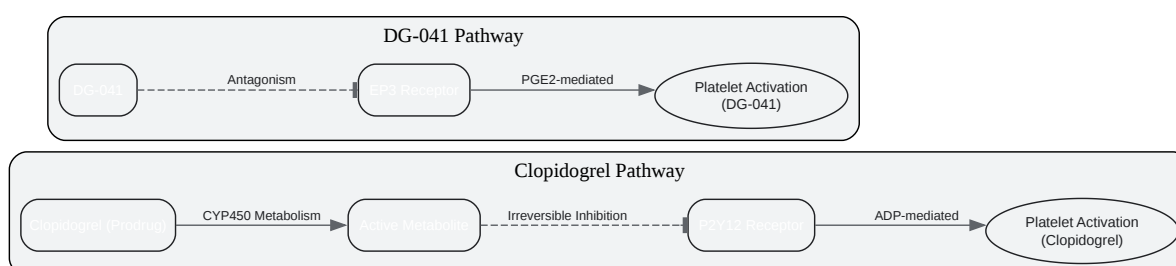 DG-041 Pathway
DG-041
Antagonism
EP3 Receptor
PGE2-mediated
Platelet Activation
(DG-041)
Clopidogrel Pathway
Clopidogrel (Prodrug)
CYP450 Metabolism
Active Metabolite
Irreversible Inhibition
P2Y12 Receptor
ADP-mediated
Platelet Activation
(Clopidogrel)